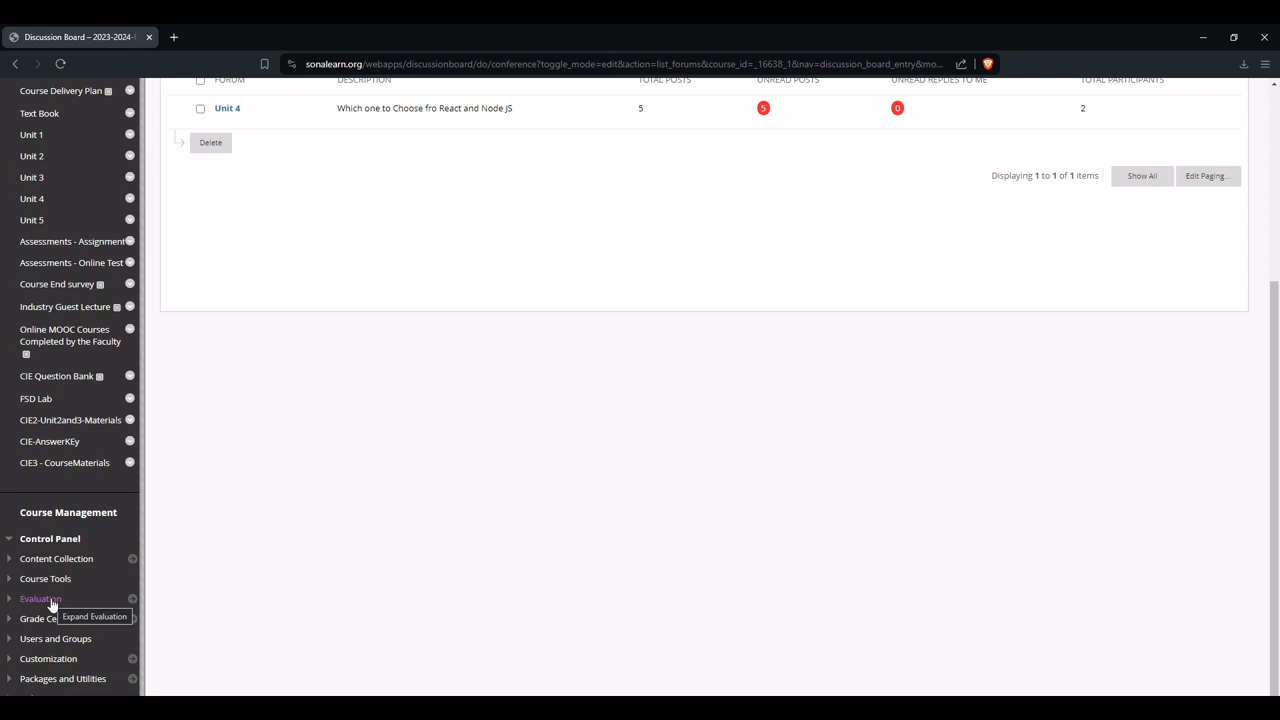 Discussion Board – 2023-2024-
sonalearn.org/webapps/discussionboard/do/conference?toggle_mode=edit&action=list_forums&course_id=_16638_1&nav=discussion_board_entry&mo...
FORUM DESCRIPTION TOTAL POSTS UNREAD POSTS UNREAD REPLIES TO ME TOTAL PARTICIPANTS
Unit 4 Which one to Choose fro React and Node JS 5 5 0 2
Delete
Displaying 1 to 1 of 1 items Show All Edit Paging...
Course Delivery Plan
Text Book
Unit 1
Unit 2
Unit 3
Unit 4
Unit 5
Assessments - Assignment
Assessments - Online Test
Course End survey
Industry Guest Lecture
Online MOOC Courses
Completed by the Faculty
CIE Question Bank
FSD Lab
CIE2-Unit2and3-Materials
CIE-AnswerKEy
CIE3 - CourseMaterials
Course Management
Control Panel
Content Collection
Course Tools
Evaluation
Expand Evaluation
Grade Ce
Users and Groups
Customization
Packages and Utilities